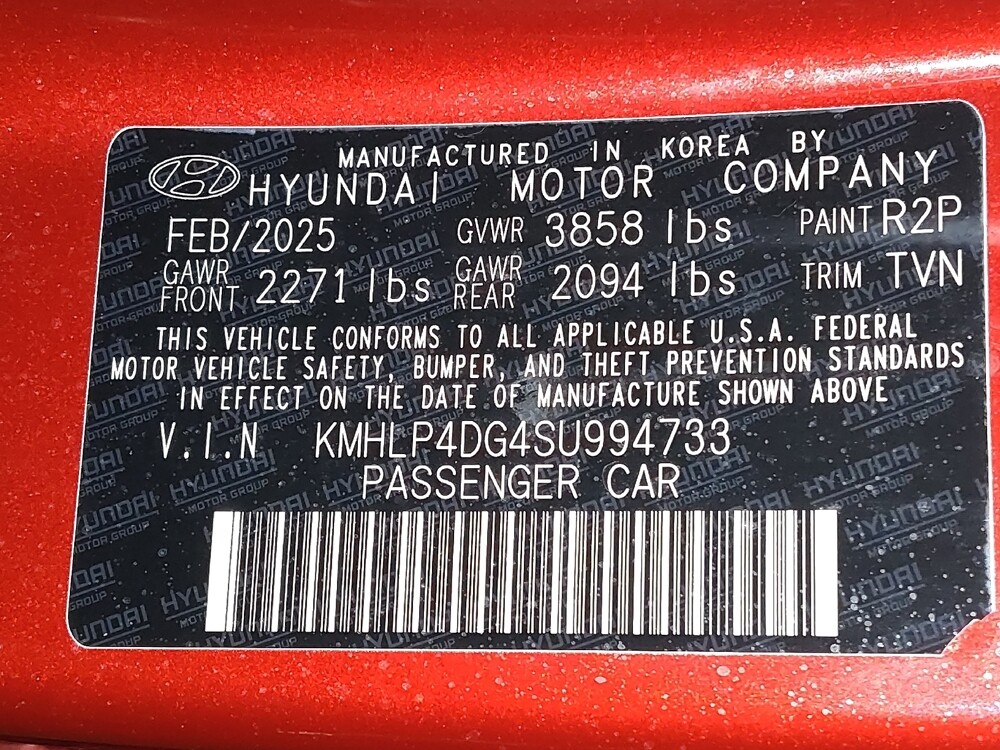 MANUFACTURED IN KOREA BY
HYUNDAI MOTOR COMPANY
FEB/2025 GVWR 3858 lbs PAINT R2P
GAWR FRONT 2271 lbs GAWR REAR 2094 lbs TRIM TVN
THIS VEHICLE CONFORMS TO ALL APPLICABLE U.S.A. FEDERAL
MOTOR VEHICLE SAFETY, BUMPER, AND THEFT PREVENTION STANDARDS
IN EFFECT ON THE DATE OF MANUFACTURE SHOWN ABOVE
V.I.N KMHLP4DG4SU994733
PASSENGER CAR